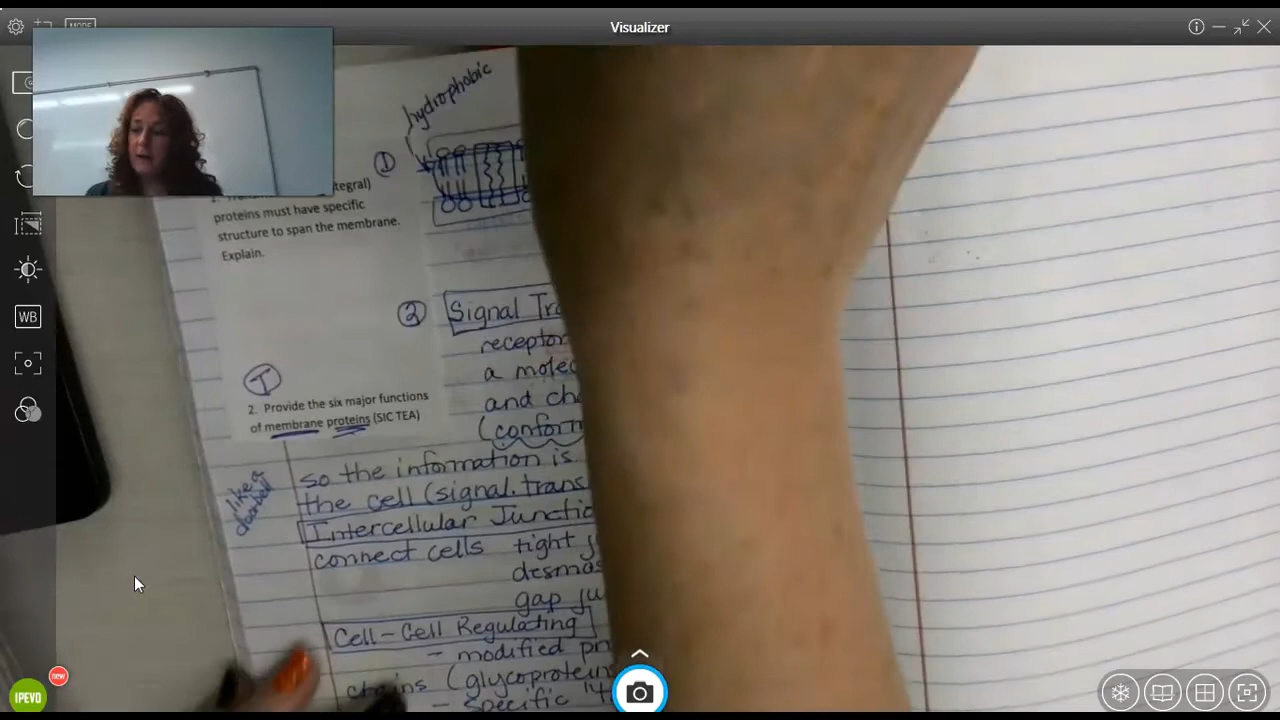 Visualizer
MODE
WB
new
IPEVO
hydrophobic
①
tegral)
proteins must have specific
structure to span the membrane.
Explain.
②
Signal Tr
receptor
a molec
and ch
(conform
T
2. Provide the six major functions
of membrane proteins (SIC TEA)
like a
doorbell
so the information is
the cell (signal trans
Intercellular Junctio
connect cells tight j
desmos
gap ju
Cell-Cell Regulating
- modified pr
chains (glycoprotein
- specific